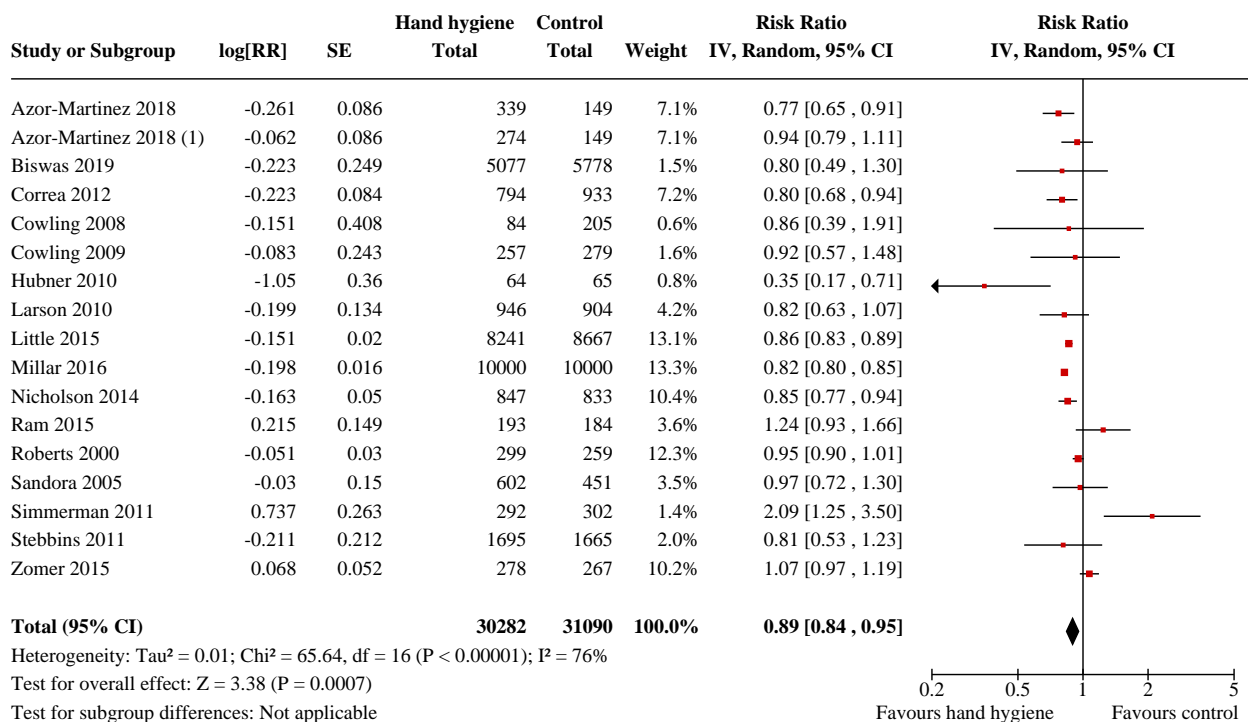 Hand hygiene Control Risk Ratio Risk Ratio
Study or Subgroup log[RR] SE Total Total Weight IV, Random, 95% CI IV, Random, 95% CI
Azor-Martinez 2018 -0.261 0.086 339 149 7.1% 0.77 [0.65 , 0.91]
Azor-Martinez 2018 (1) -0.062 0.086 274 149 7.1% 0.94 [0.79 , 1.11]
Biswas 2019 -0.223 0.249 5077 5778 1.5% 0.80 [0.49 , 1.30]
Correa 2012 -0.223 0.084 794 933 7.2% 0.80 [0.68 , 0.94]
Cowling 2008 -0.151 0.408 84 205 0.6% 0.86 [0.39 , 1.91]
Cowling 2009 -0.083 0.243 257 279 1.6% 0.92 [0.57 , 1.48]
Hubner 2010 -1.05 0.36 64 65 0.8% 0.35 [0.17 , 0.71]
Larson 2010 -0.199 0.134 946 904 4.2% 0.82 [0.63 , 1.07]
Little 2015 -0.151 0.02 8241 8667 13.1% 0.86 [0.83 , 0.89]
Millar 2016 -0.198 0.016 10000 10000 13.3% 0.82 [0.80 , 0.85]
Nicholson 2014 -0.163 0.05 847 833 10.4% 0.85 [0.77 , 0.94]
Ram 2015 0.215 0.149 193 184 3.6% 1.24 [0.93 , 1.66]
Roberts 2000 -0.051 0.03 299 259 12.3% 0.95 [0.90 , 1.01]
Sandora 2005 -0.03 0.15 602 451 3.5% 0.97 [0.72 , 1.30]
Simmerman 2011 0.737 0.263 292 302 1.4% 2.09 [1.25 , 3.50]
Stebbins 2011 -0.211 0.212 1695 1665 2.0% 0.81 [0.53 , 1.23]
Zomer 2015 0.068 0.052 278 267 10.2% 1.07 [0.97 , 1.19]
Total (95% CI) 30282 31090 100.0% 0.89 [0.84 , 0.95]
Heterogeneity: Tau² = 0.01; Chi² = 65.64, df = 16 (P < 0.00001); I² = 76%
Test for overall effect: Z = 3.38 (P = 0.0007)
0.2 0.5 1 2 5
Test for subgroup differences: Not applicable
Favours hand hygiene Favours control